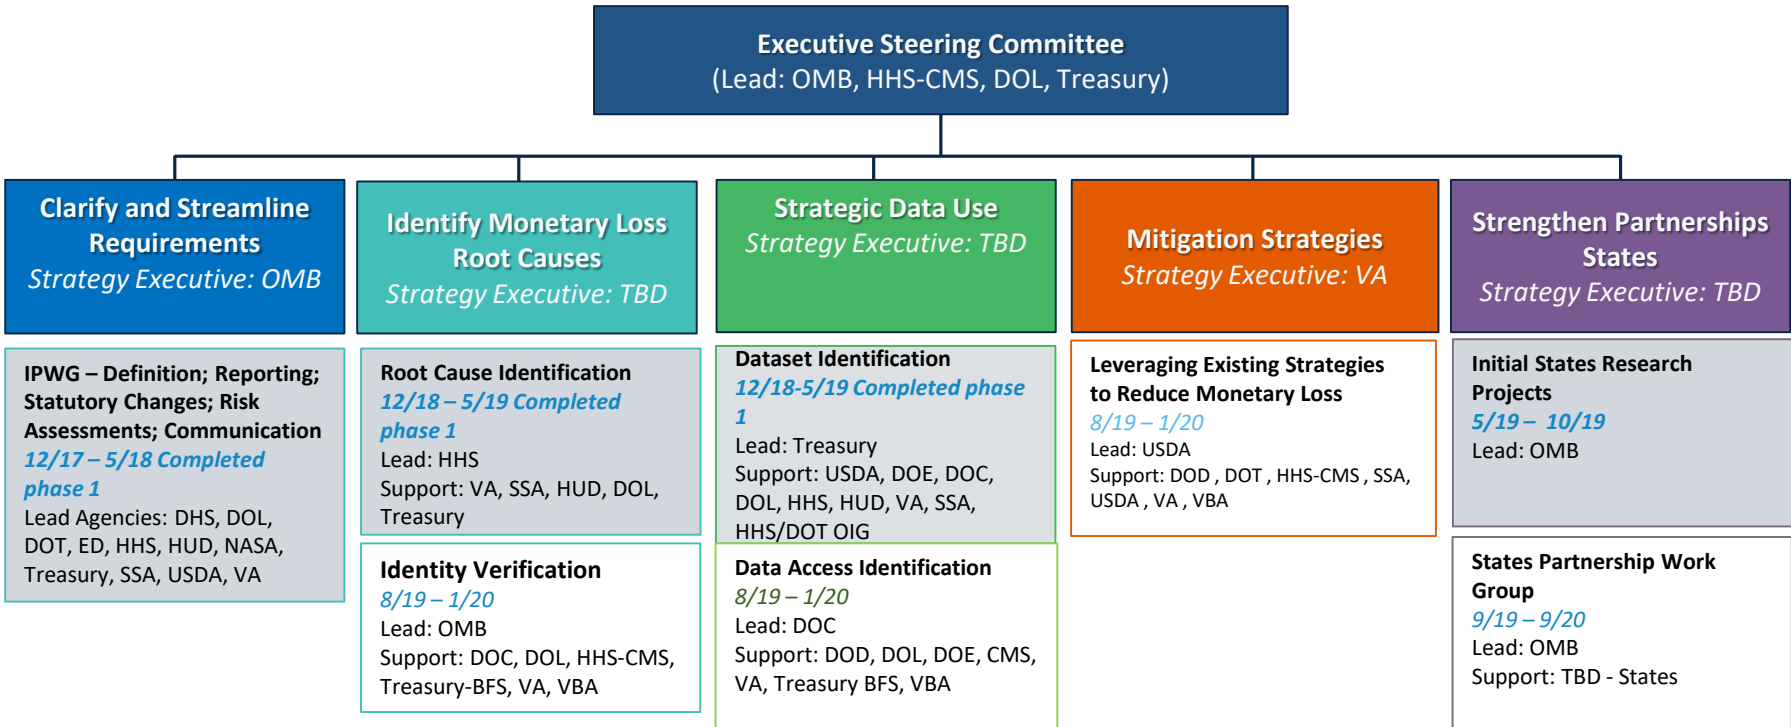 Executive Steering Committee
(Lead: OMB, HHS-CMS, DOL, Treasury)
Clarify and Streamline
Requirements
Strategy Executive: OMB
IPWG – Definition; Reporting;
Statutory Changes; Risk
Assessments; Communication
12/17 – 5/18 Completed
phase 1
Lead Agencies: DHS, DOL,
DOT, ED, HHS, HUD, NASA,
Treasury, SSA, USDA, VA
Identify Monetary Loss
Root Causes
Strategy Executive: TBD
Root Cause Identification
12/18 – 5/19 Completed
phase 1
Lead: HHS
Support: VA, SSA, HUD, DOL,
Treasury
Identity Verification
8/19 – 1/20
Lead: OMB
Support: DOC, DOL, HHS-CMS,
Treasury-BFS, VA, VBA
Strategic Data Use
Strategy Executive: TBD
Dataset Identification
12/18-5/19 Completed phase
1
Lead: Treasury
Support: USDA, DOE, DOC,
DOL, HHS, HUD, VA, SSA,
HHS/DOT OIG
Data Access Identification
8/19 – 1/20
Lead: DOC
Support: DOD, DOL, DOE, CMS,
VA, Treasury BFS, VBA
Mitigation Strategies
Strategy Executive: VA
Leveraging Existing Strategies
to Reduce Monetary Loss
8/19 – 1/20
Lead: USDA
Support: DOD , DOT , HHS-CMS , SSA,
USDA , VA , VBA
Strengthen Partnerships
States
Strategy Executive: TBD
Initial States Research
Projects
5/19 – 10/19
Lead: OMB
States Partnership Work
Group
9/19 – 9/20
Lead: OMB
Support: TBD - States